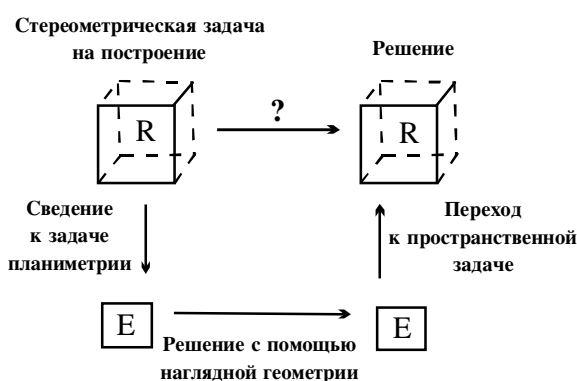 Стереометрическая задача
на построение
Решение
R
?
R
Сведение
к задаче
планиметрии
Переход
к пространственной
задаче
E
Решение с помощью
наглядной геометрии
E